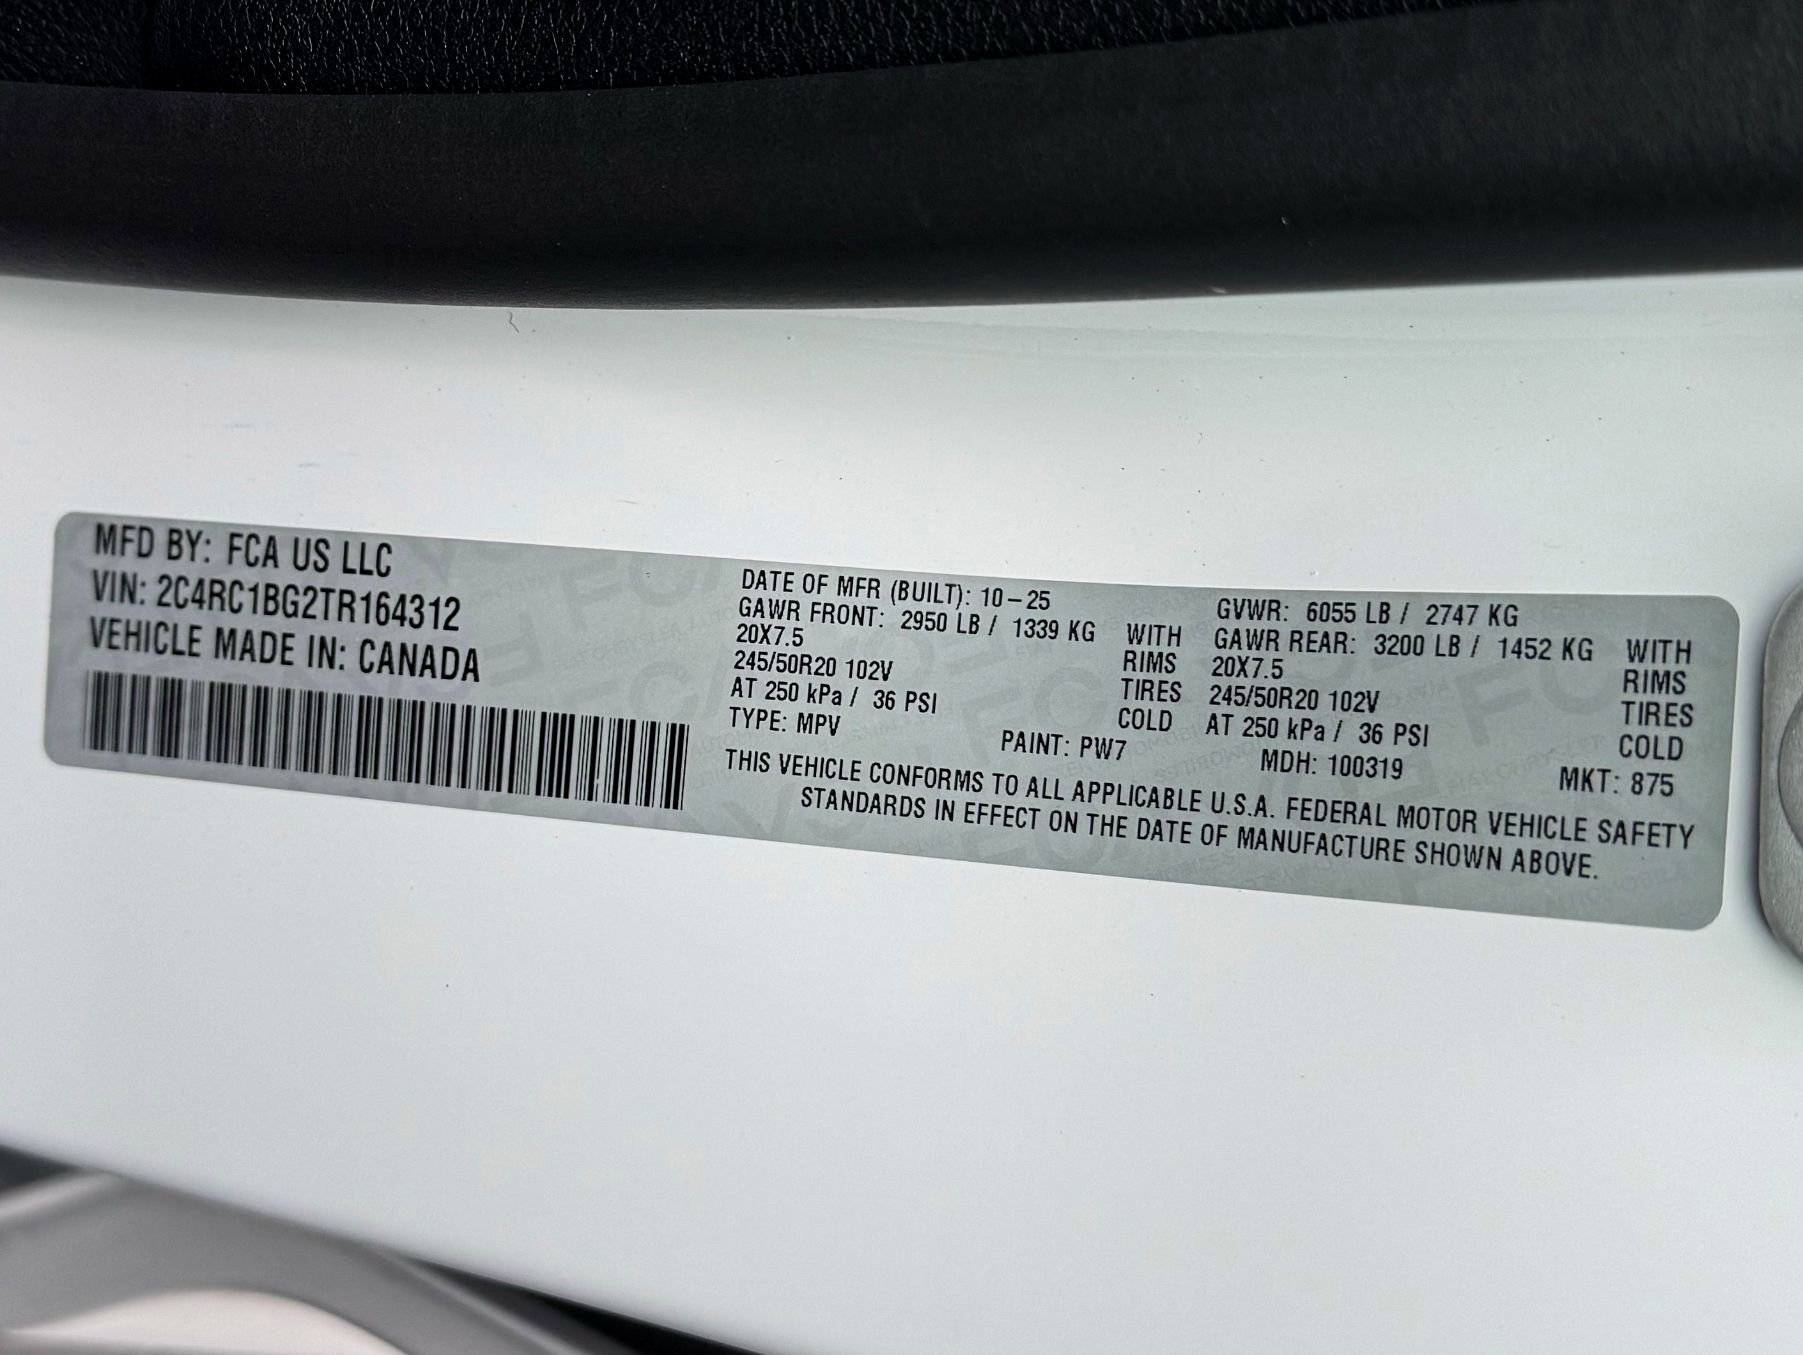 MFD BY: FCA US LLC
VIN: 2C4RC1BG2TR164312
VEHICLE MADE IN: CANADA
DATE OF MFR (BUILT): 10-25
GVWR: 6055 LB / 2747 KG
GAWR FRONT: 2950 LB / 1339 KG WITH
20X7.5 RIMS
245/50R20 102V TIRES
AT 250 kPa / 36 PSI COLD
GAWR REAR: 3200 LB / 1452 KG WITH
20X7.5 RIMS
245/50R20 102V TIRES
AT 250 kPa / 36 PSI COLD
TYPE: MPV PAINT: PW7 MDH: 100319 MKT: 875
THIS VEHICLE CONFORMS TO ALL APPLICABLE U.S.A. FEDERAL MOTOR VEHICLE SAFETY
STANDARDS IN EFFECT ON THE DATE OF MANUFACTURE SHOWN ABOVE.